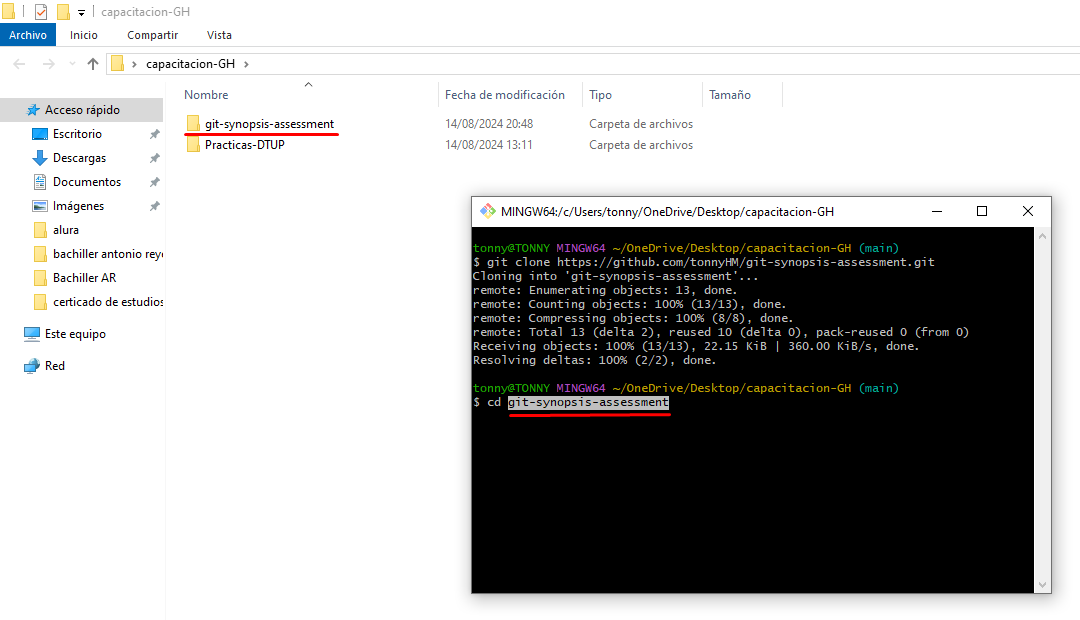 capacitacion-GH
Archivo Inicio Compartir Vista
capacitacion-GH
Nombre Fecha de modificación Tipo Tamaño
Acceso rápido
git-synopsis-assessment 14/08/2024 20:48 Carpeta de archivos
Escritorio
Practicas-DTUP 14/08/2024 13:11 Carpeta de archivos
Descargas
Documentos
Imágenes
alura
bachiller antonio reye
Bachiller AR
certicado de estudios
Este equipo
Red
MINGW64:/c/Users/tonny/OneDrive/Desktop/capacitacion-GH
tonny@TONNY MINGW64 ~/OneDrive/Desktop/capacitacion-GH (main)
$ git clone https://github.com/tonnyHM/git-synopsis-assessment.git
Cloning into 'git-synopsis-assessment'...
remote: Enumerating objects: 13, done.
remote: Counting objects: 100% (13/13), done.
remote: Compressing objects: 100% (8/8), done.
remote: Total 13 (delta 2), reused 10 (delta 0), pack-reused 0 (from 0)
Receiving objects: 100% (13/13), 22.15 KiB | 360.00 KiB/s, done.
Resolving deltas: 100% (2/2), done.
tonny@TONNY MINGW64 ~/OneDrive/Desktop/capacitacion-GH (main)
$ cd git-synopsis-assessment